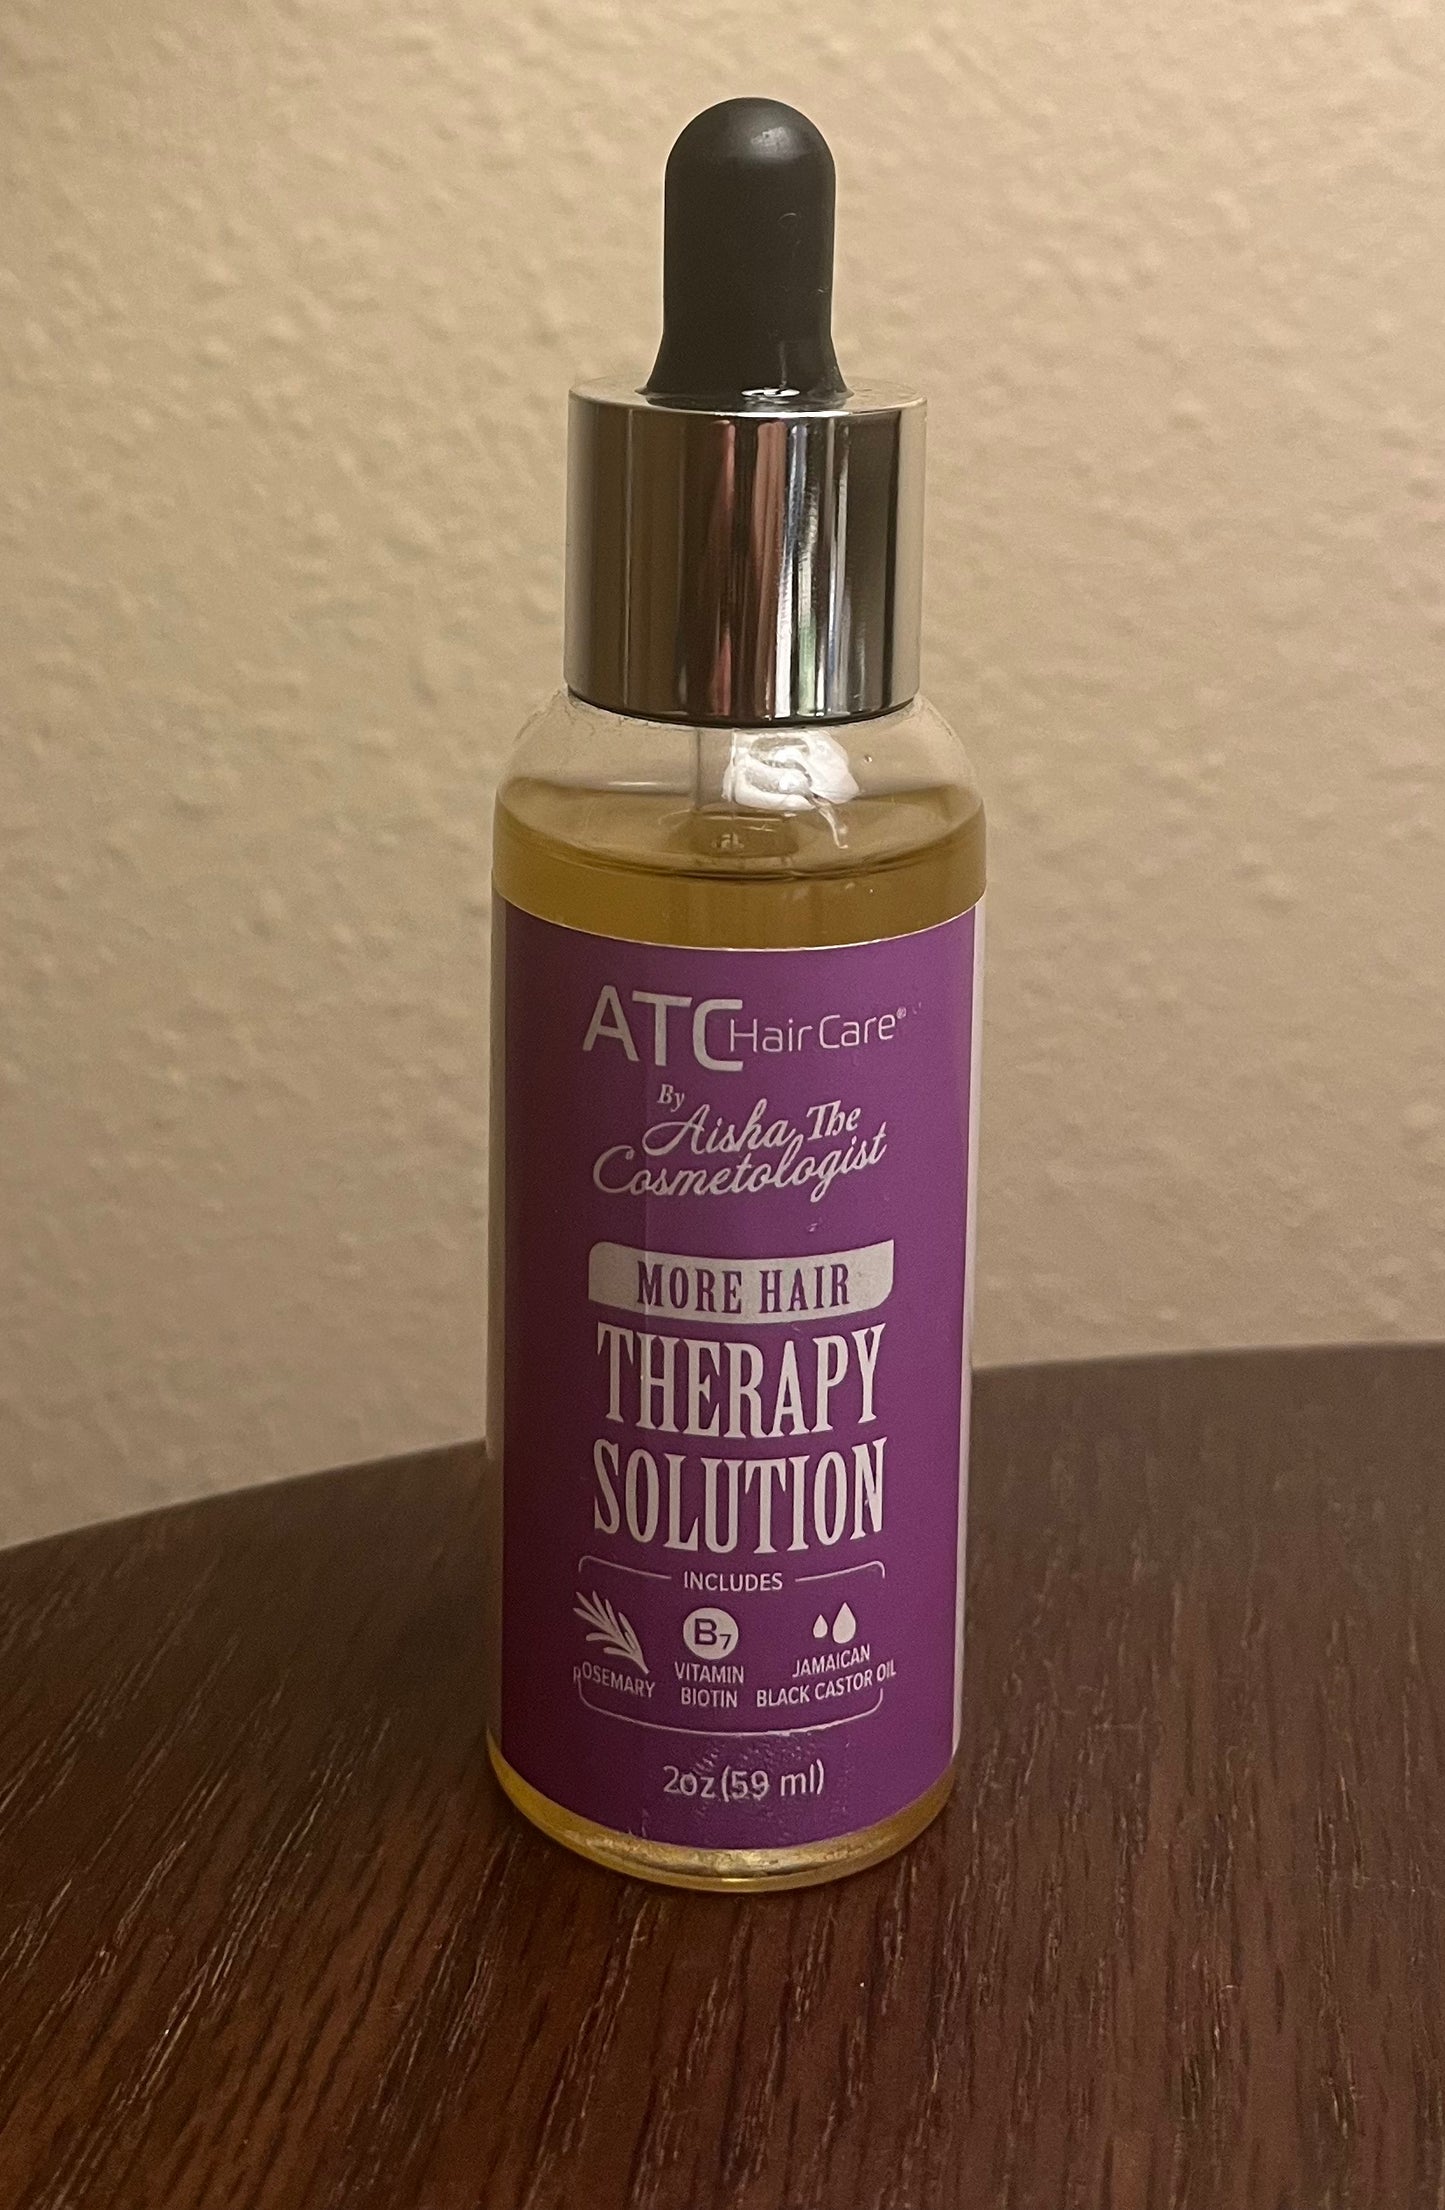 ATC Hair Care®
By
Aisha The
Cosmetologist
MORE HAIR
THERAPY
SOLUTION
INCLUDES
ROSEMARY
B7
VITAMIN
BIOTIN
JAMAICAN
BLACK CASTOR OIL
2oz (59 ml)